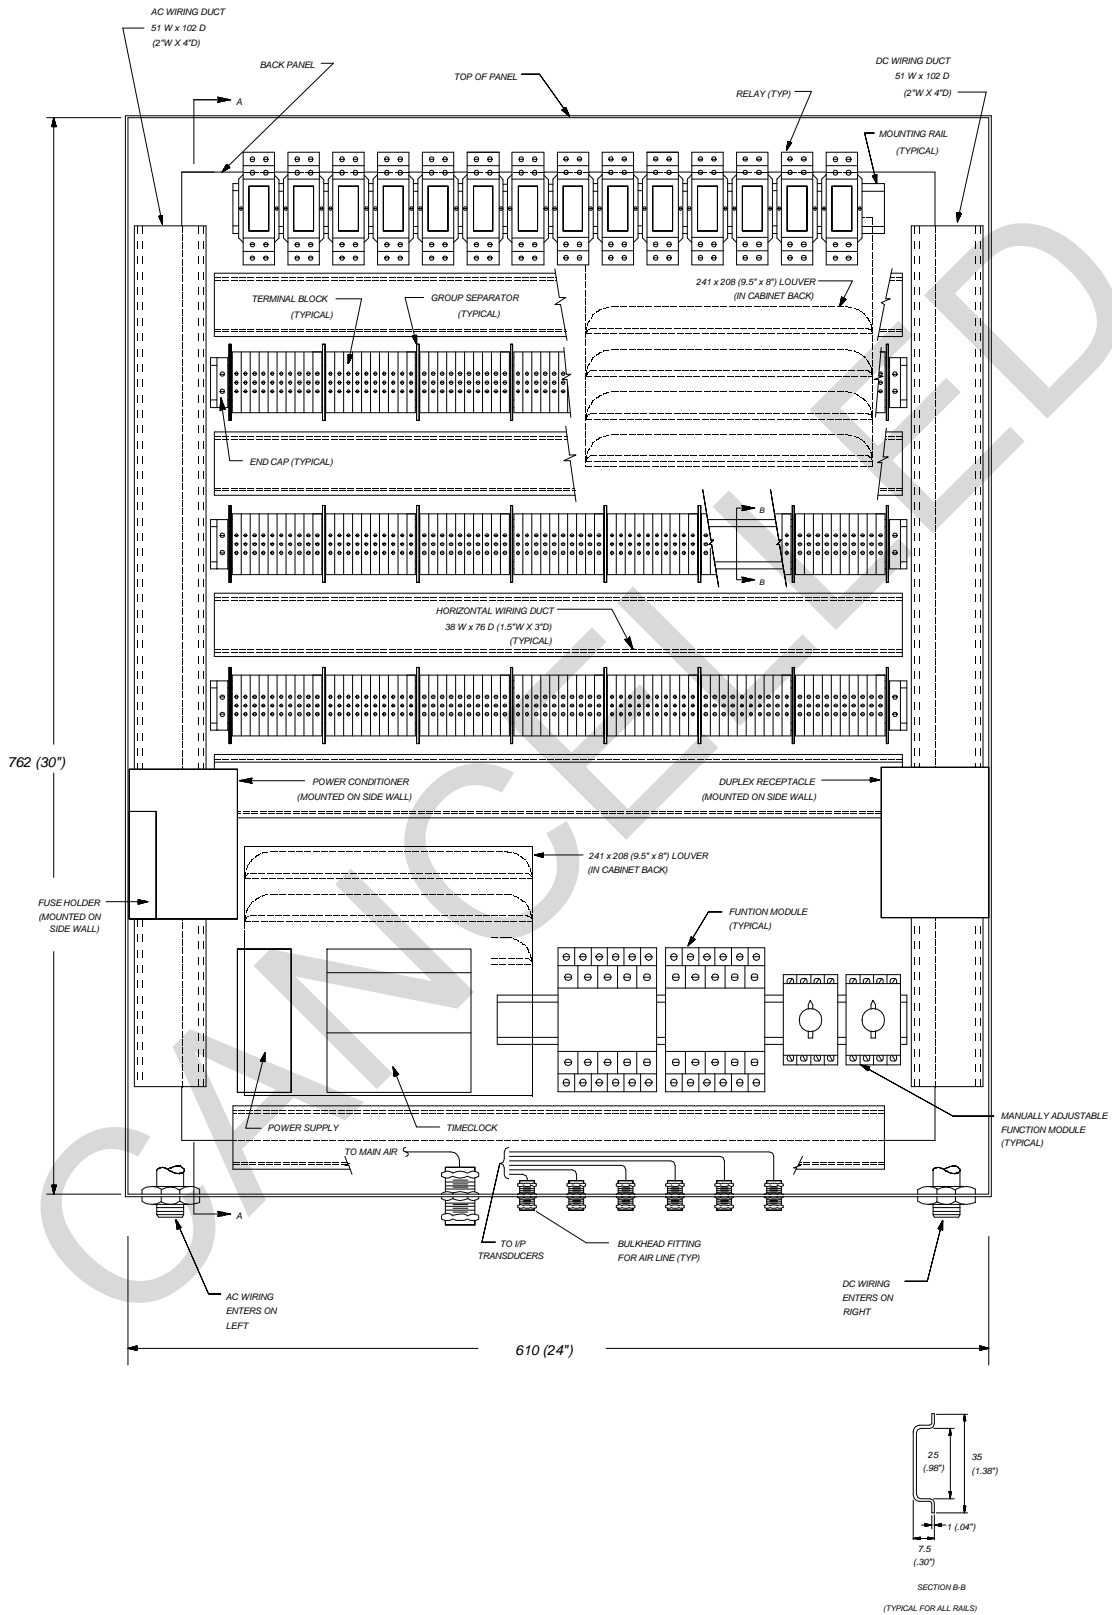 AC WIRING DUCT
51 W x 102 D
(2"W X 4"D)
BACK PANEL
TOP OF PANEL
DC WIRING DUCT
51 W x 102 D
(2"W X 4"D)
RELAY (TYP)
A
MOUNTING RAIL
(TYPICAL)
241 x 208 (9.5" x 8") LOUVER
(IN CABINET BACK)
TERMINAL BLOCK
(TYPICAL)
GROUP SEPARATOR
(TYPICAL)
END CAP (TYPICAL)
B
B
HORIZONTAL WIRING DUCT
38 W x 76 D (1.5"W X 3"D)
(TYPICAL)
762 (30")
POWER CONDITIONER
(MOUNTED ON SIDE WALL)
DUPLEX RECEPTACLE
(MOUNTED ON SIDE WALL)
241 x 208 (9.5" x 8") LOUVER
(IN CABINET BACK)
FUSE HOLDER
(MOUNTED ON
SIDE WALL)
FUNTION MODULE
(TYPICAL)
POWER SUPPLY
TIMECLOCK
MANUALLY ADJUSTABLE
FUNCTION MODULE
(TYPICAL)
TO MAIN AIR
A
TO I/P
TRANSDUCERS
BULKHEAD FITTING
FOR AIR LINE (TYP)
AC WIRING
ENTERS ON
LEFT
DC WIRING
ENTERS ON
RIGHT
610 (24")
25
(.98")
35
(1.38")
1 (.04")
7.5
(.30")
SECTION B-B
(TYPICAL FOR ALL RAILS)
CANCELLED